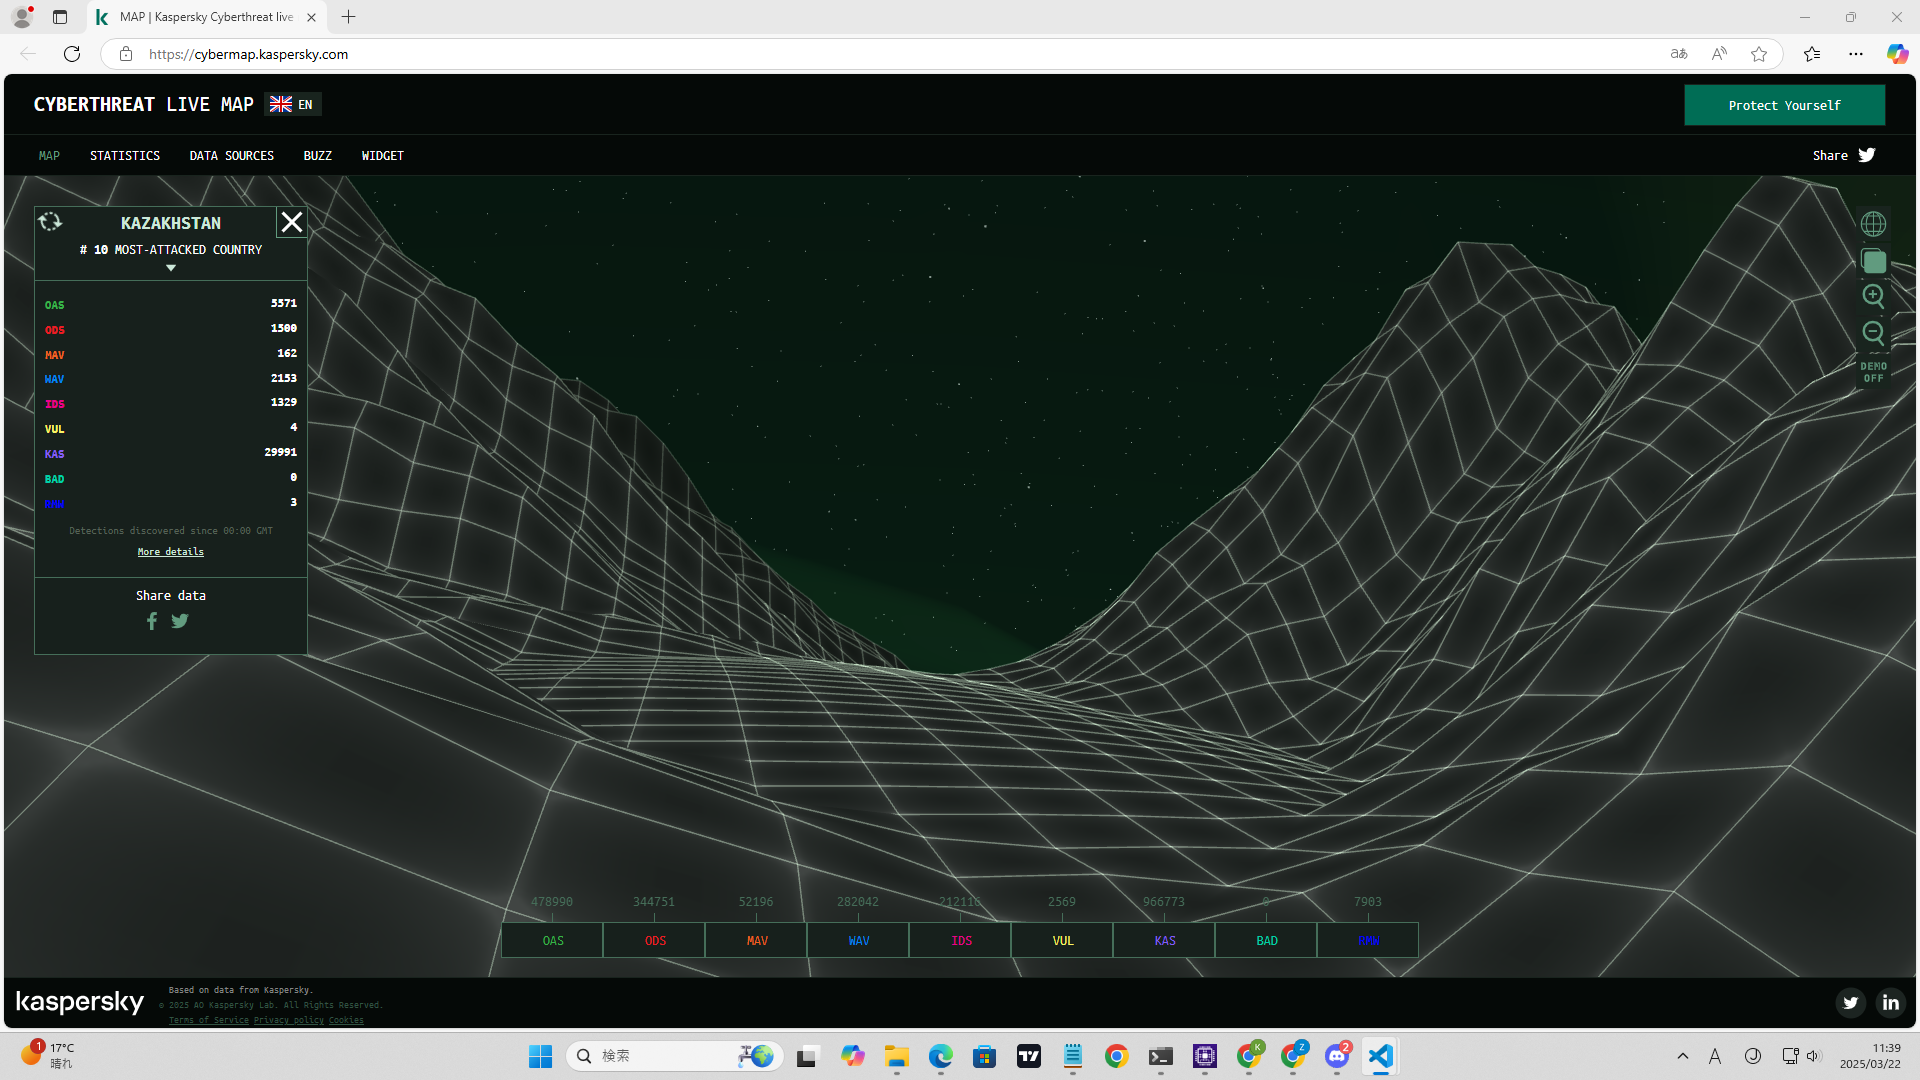 MAP | Kaspersky Cyberthreat live
https://cybermap.kaspersky.com
CYBERTHREAT LIVE MAP
EN
Protect Yourself
MAP
STATISTICS
DATA SOURCES
BUZZ
WIDGET
Share
KAZAKHSTAN
# 10 MOST-ATTACKED COUNTRY
OAS 5571
ODS 1500
MAV 162
WAV 2153
IDS 1329
VUL 4
KAS 29991
BAD 0
RMW 3
Detections discovered since 00:00 GMT
More details
Share data
DEMO
OFF
478990 344751 52196 282042 212116 2569 966773 0 7903
OAS ODS MAV WAV IDS VUL KAS BAD RMW
kaspersky
Based on data from Kaspersky.
© 2025 AO Kaspersky Lab. All Rights Reserved.
Terms of Service Privacy policy Cookies
1
17°C
晴れ
検索
K
Z
2
A
11:39
2025/03/22